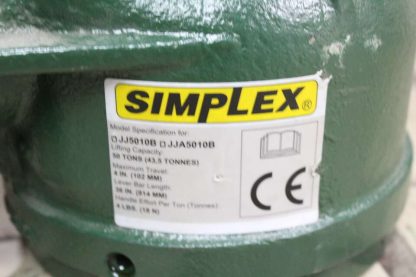 SIMPLEX®
Model Specification for:
JJ5010B JJA5010B
Lifting Capacity:
50 TONS (43,5 TONNES)
Maximum Travel:
4 IN. (102 MM)
Lever Bar Length:
36 IN. (914 MM)
Handle Effort Per Ton (Tonnes):
4 LBS. (18 N)
CE